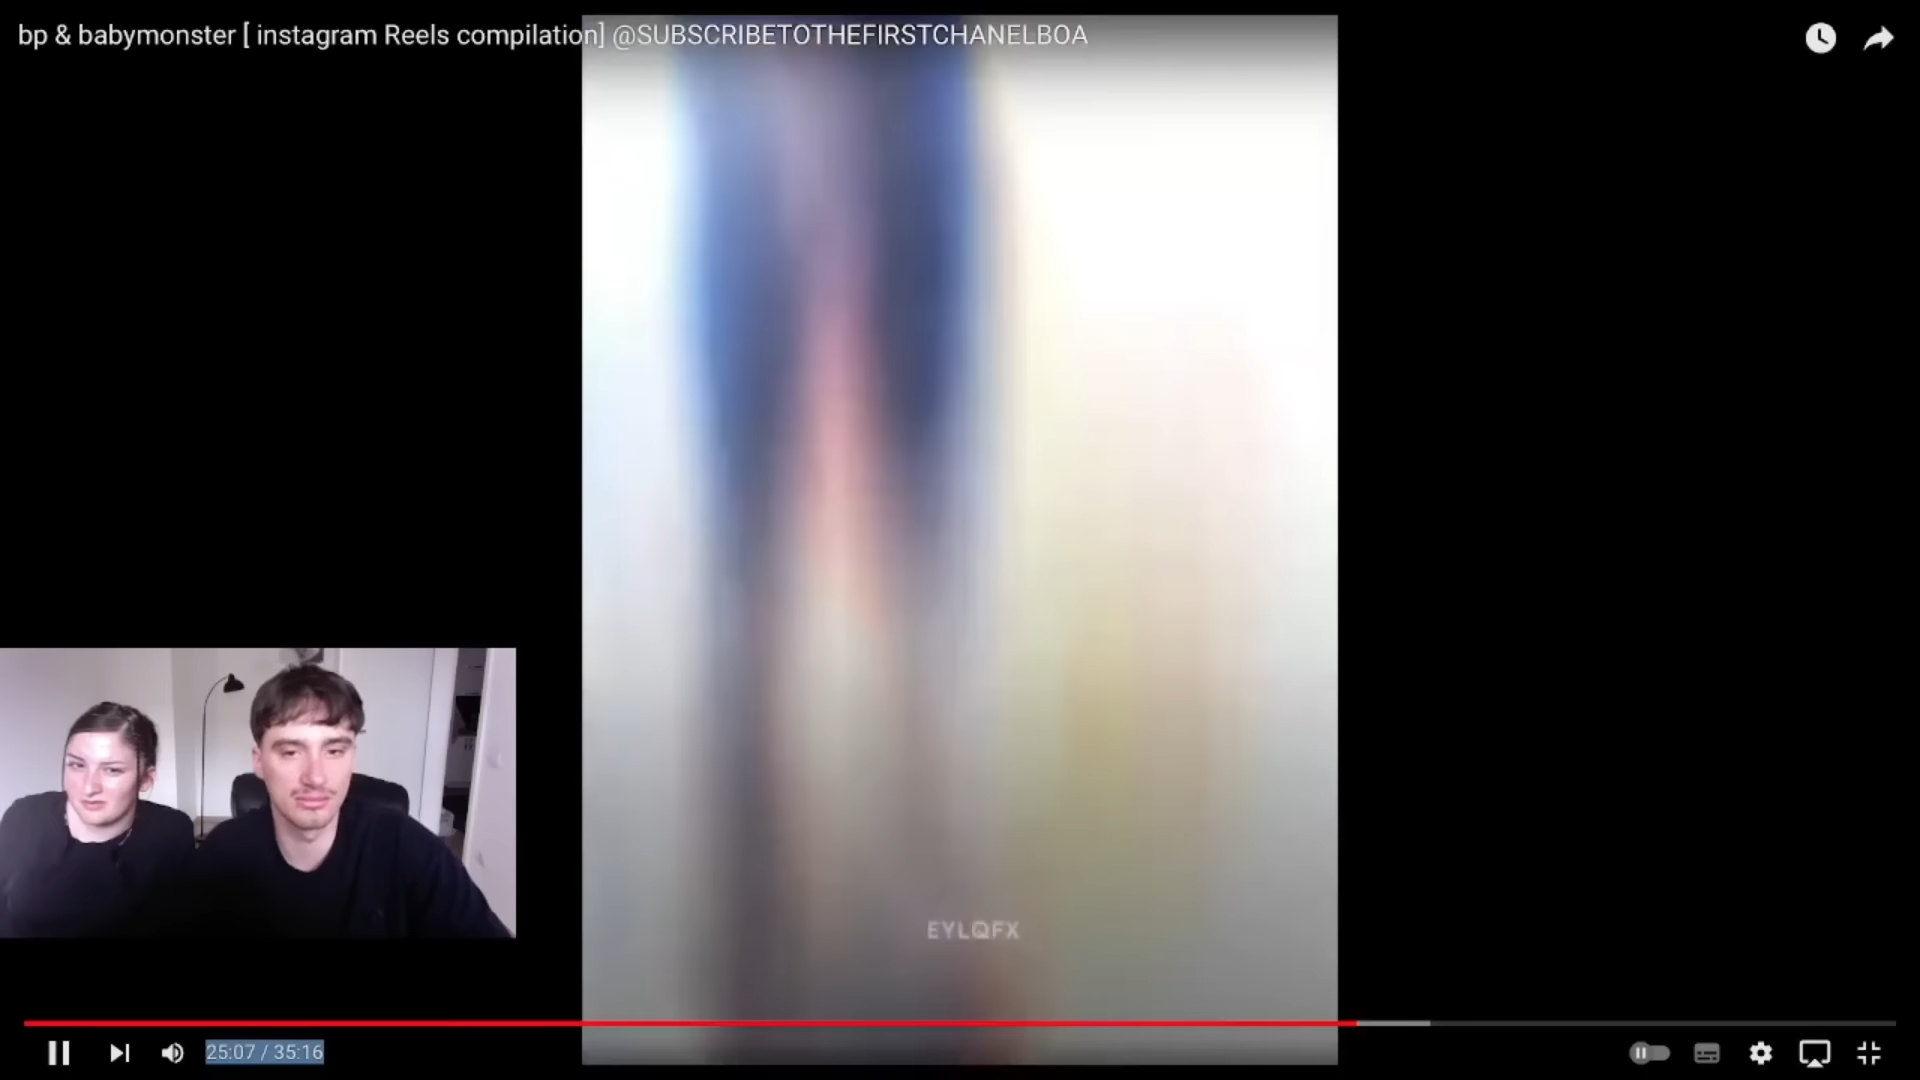 bp & babymonster [ instagram Reels compilation] @SUBSCRIBETOTHEFIRSTCHANELBOA
EYLQFX
25:07 / 35:16